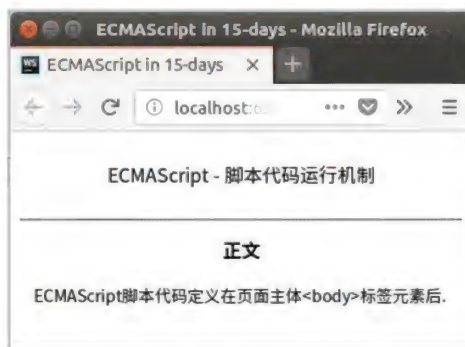 ECMAScript in 15-days - Mozilla Firefox
WS ECMAScript in 15-days
localhost:
ECMAScript - 脚本代码运行机制
正文
ECMAScript脚本代码定义在页面主体<body>标签元素后.